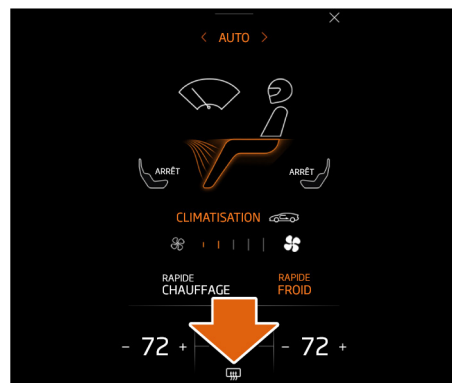 < AUTO >
ARRÊT ARRÊT
CLIMATISATION
RAPIDE RAPIDE
CHAUFFAGE FROID
- 72 + - 72 +